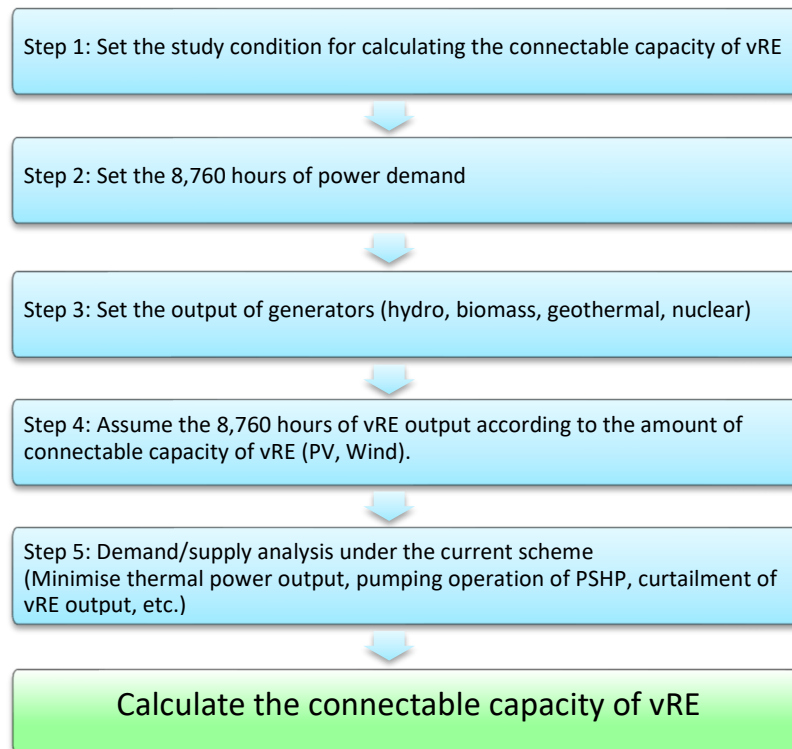 Step 1: Set the study condition for calculating the connectable capacity of vRE
Step 2: Set the 8,760 hours of power demand
Step 3: Set the output of generators (hydro, biomass, geothermal, nuclear)
Step 4: Assume the 8,760 hours of vRE output according to the amount of
connectable capacity of vRE (PV, Wind).
Step 5: Demand/supply analysis under the current scheme
(Minimise thermal power output, pumping operation of PSHP, curtailment of
vRE output, etc.)
Calculate the connectable capacity of vRE